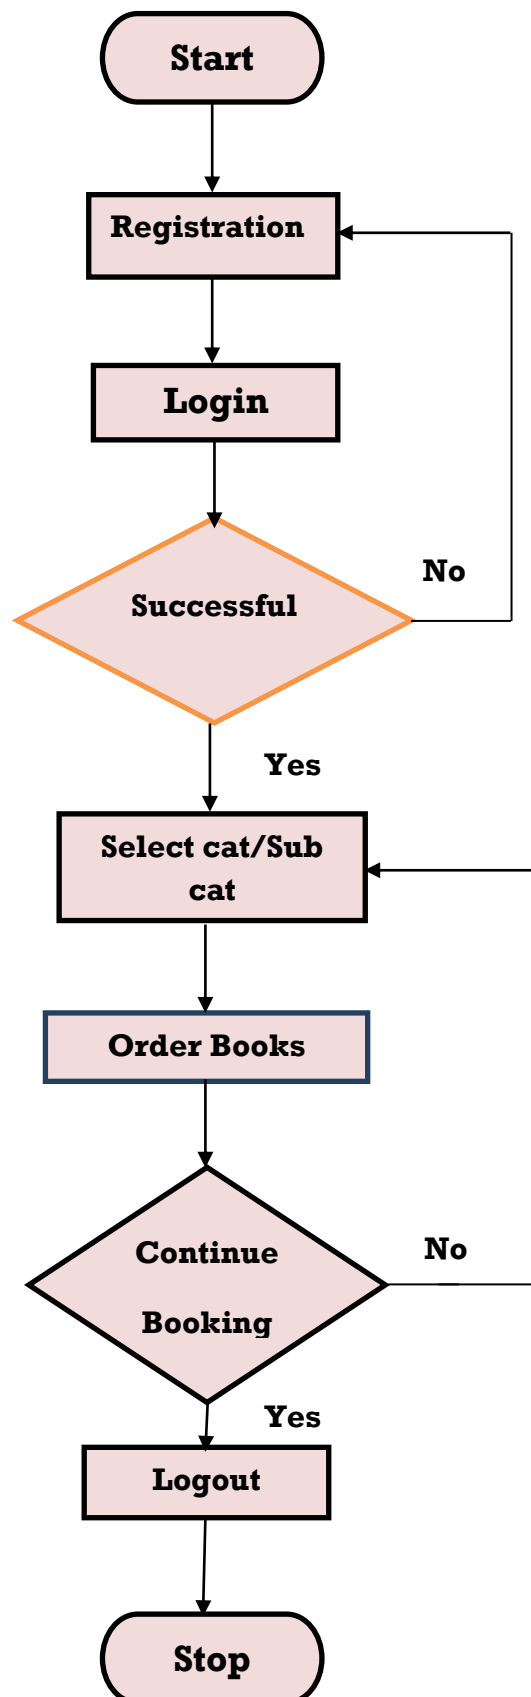 Start
Registration
Login
Successful
No
Yes
Select cat/Sub
cat
Order Books
Continue
Booking
No
Yes
Logout
Stop